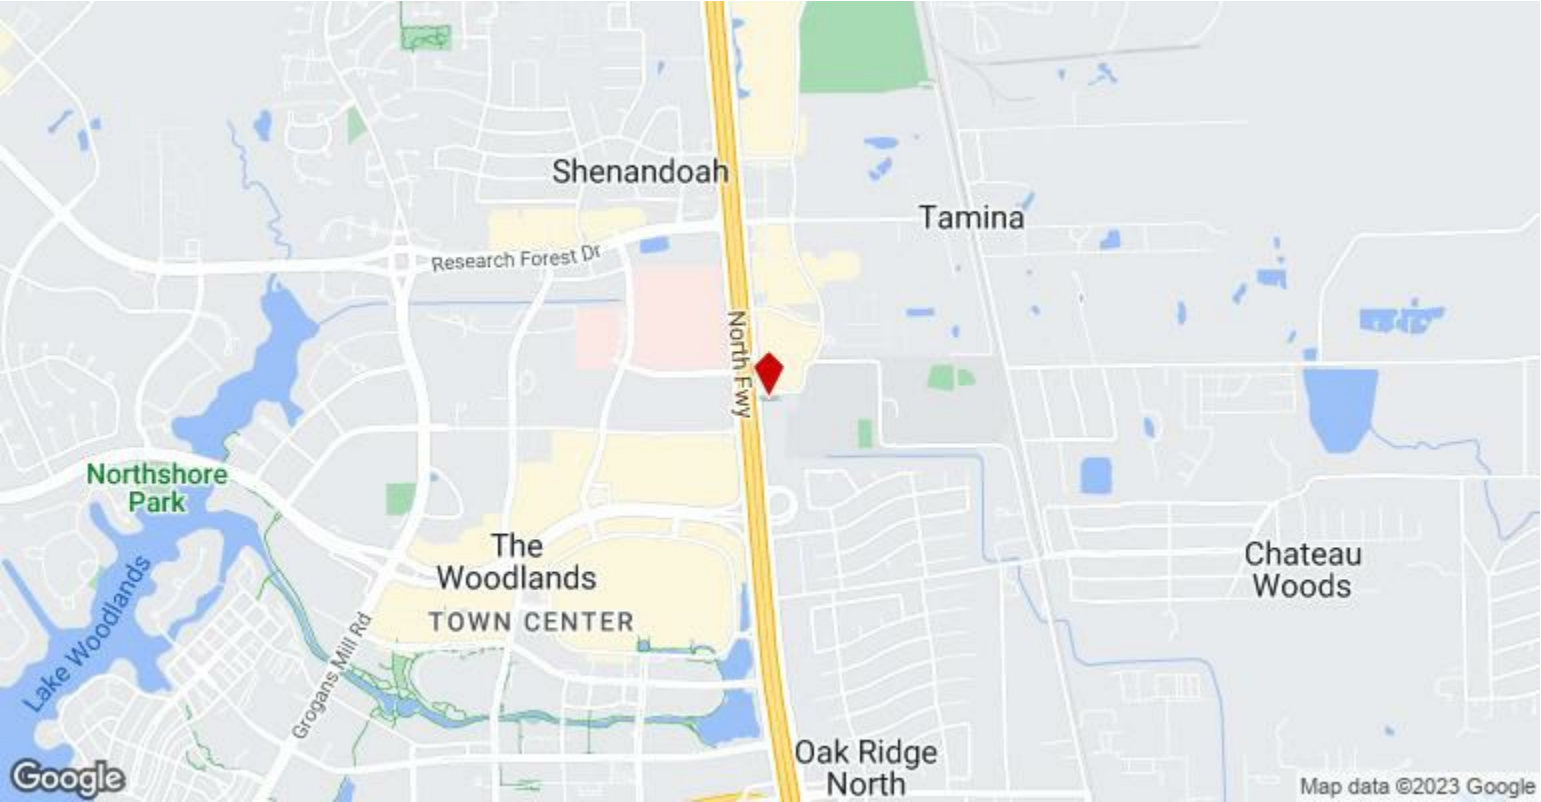 Shenandoah
Tamina
Research Forest Dr
North Fwy
Northshore
Park
The
Woodlands
TOWN CENTER
Chateau
Woods
Lake Woodlands
Grogans Mill Rd
Oak Ridge
North
Google
Map data ©2023 Google